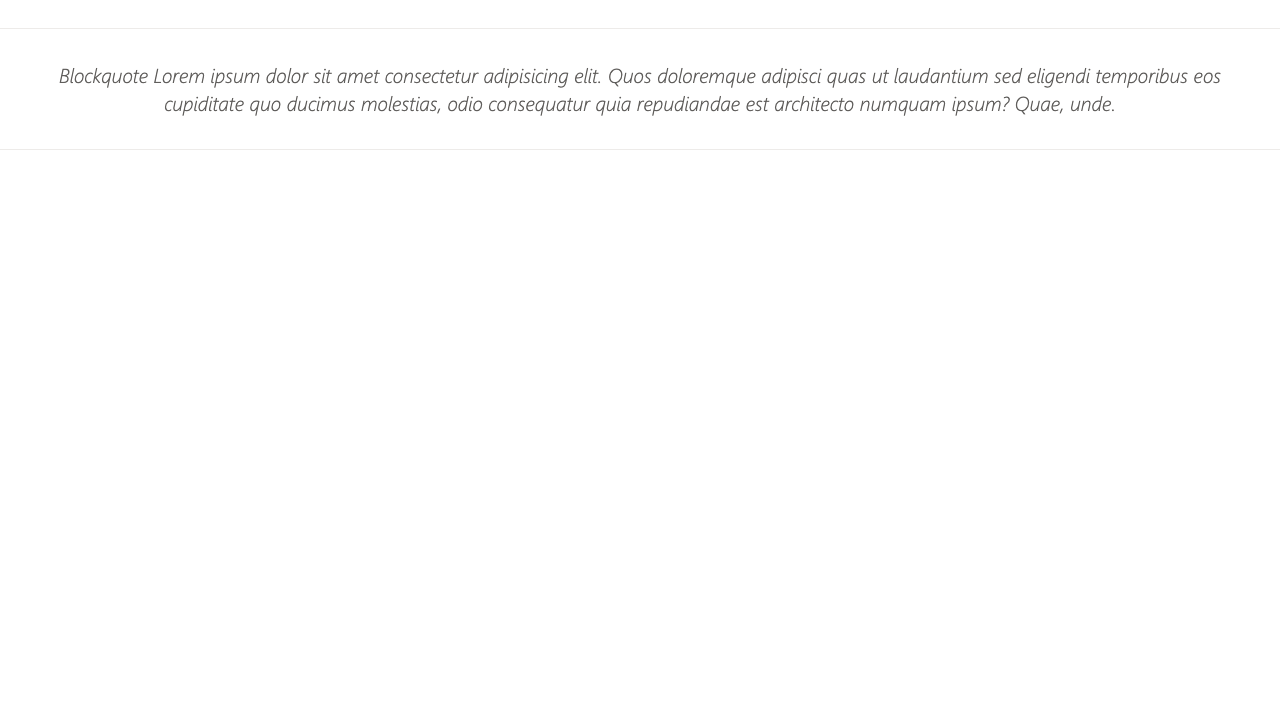 Blockquote Lorem ipsum dolor sit amet consectetur adipisicing elit. Quos doloremque adipisci quas ut laudantium sed eligendi temporibus eos
cupiditate quo ducimus molestias, odio consequatur quia repudiandae est architecto numquam ipsum? Quae, unde.